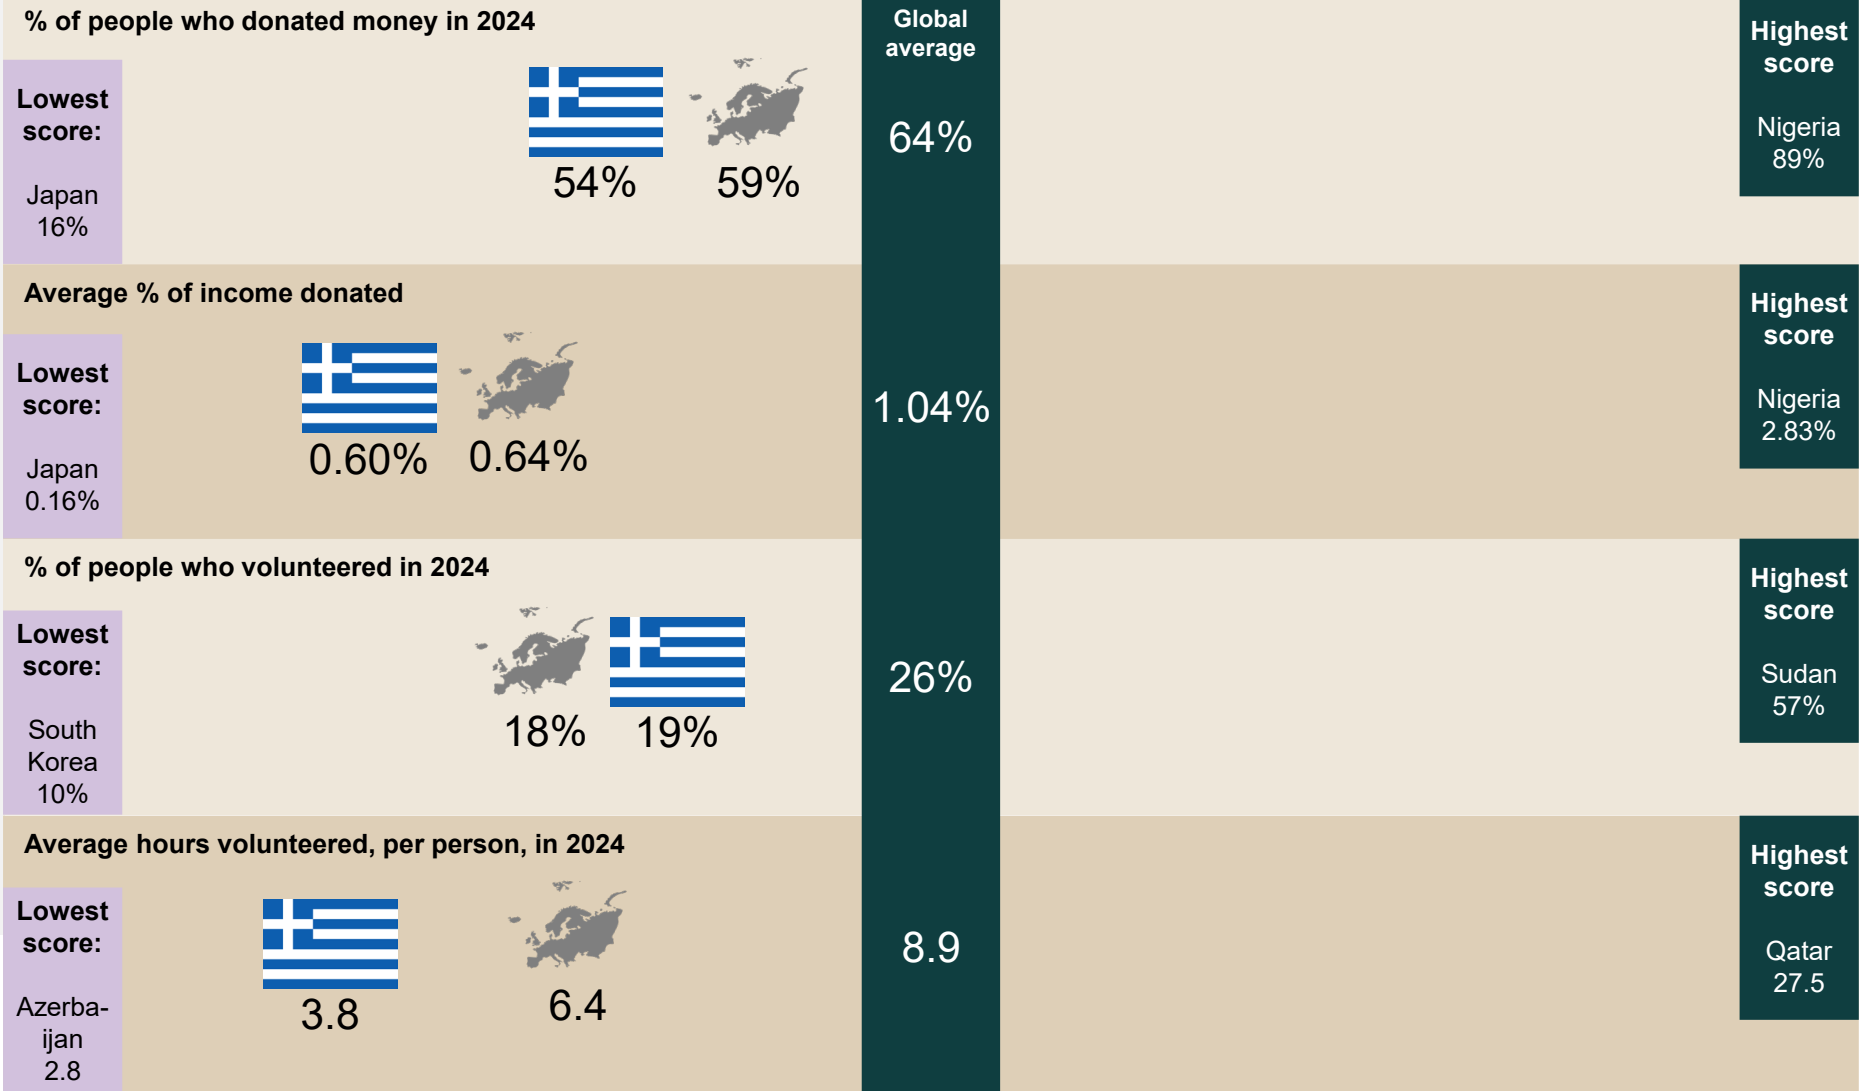 % of people who donated money in 2024
Global
average
Highest
score
Lowest
score:
Nigeria
89%
64%
54%
59%
Japan
16%
Average % of income donated
Highest
score
Lowest
score:
Nigeria
2.83%
1.04%
0.60%
0.64%
Japan
0.16%
% of people who volunteered in 2024
Highest
score
Lowest
score:
Sudan
57%
26%
18%
19%
South
Korea
10%
Average hours volunteered, per person, in 2024
Highest
score
Lowest
score:
Qatar
27.5
8.9
3.8
6.4
Azerba-
ijan
2.8